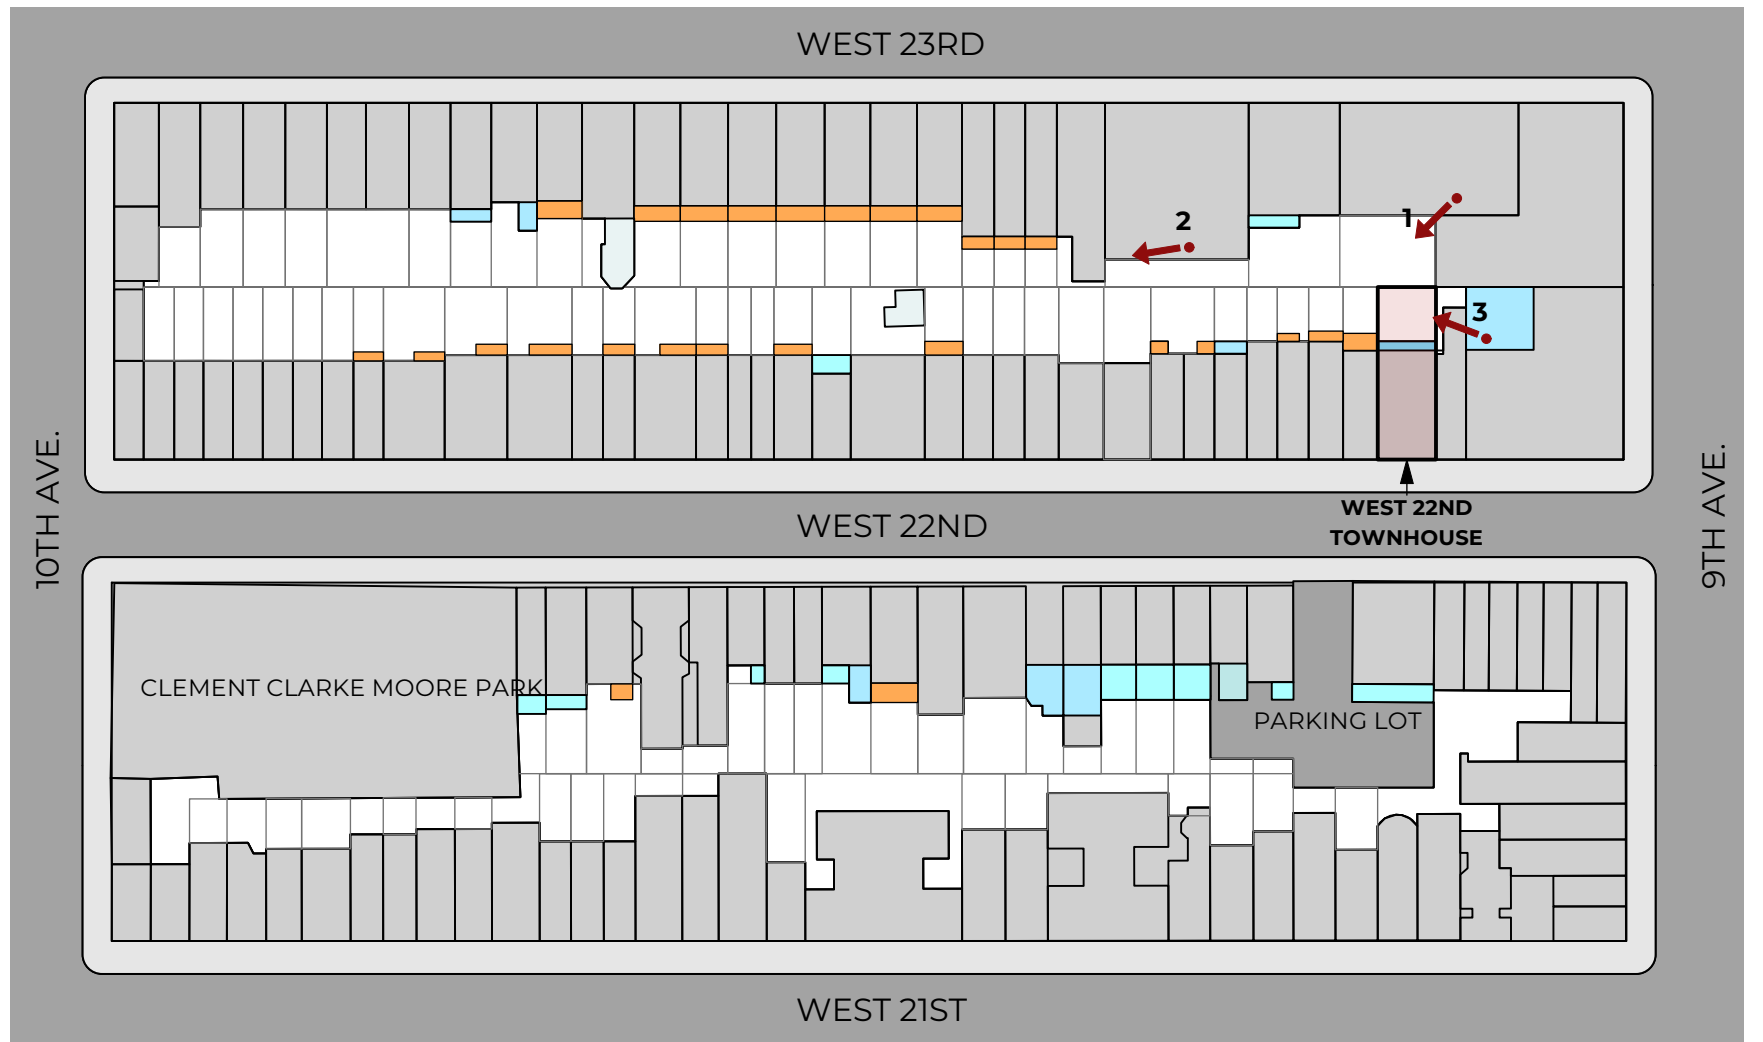 WEST 23RD
1
2
3
10TH AVE.
9TH AVE.
WEST 22ND
WEST 22ND
TOWNHOUSE
CLEMENT CLARKE MOORE PARK
PARKING LOT
WEST 21ST